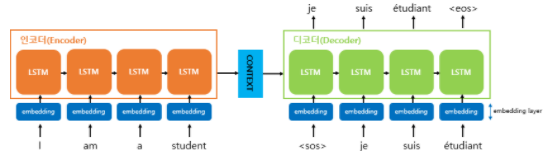 je suis étudiant <eos>
인코더(Encoder) 디코더(Decoder)
LSTM LSTM LSTM LSTM CONTEXT LSTM LSTM LSTM LSTM
embedding embedding embedding embedding embedding embedding embedding embedding embedding layer
I am a student <sos> je suis étudiant